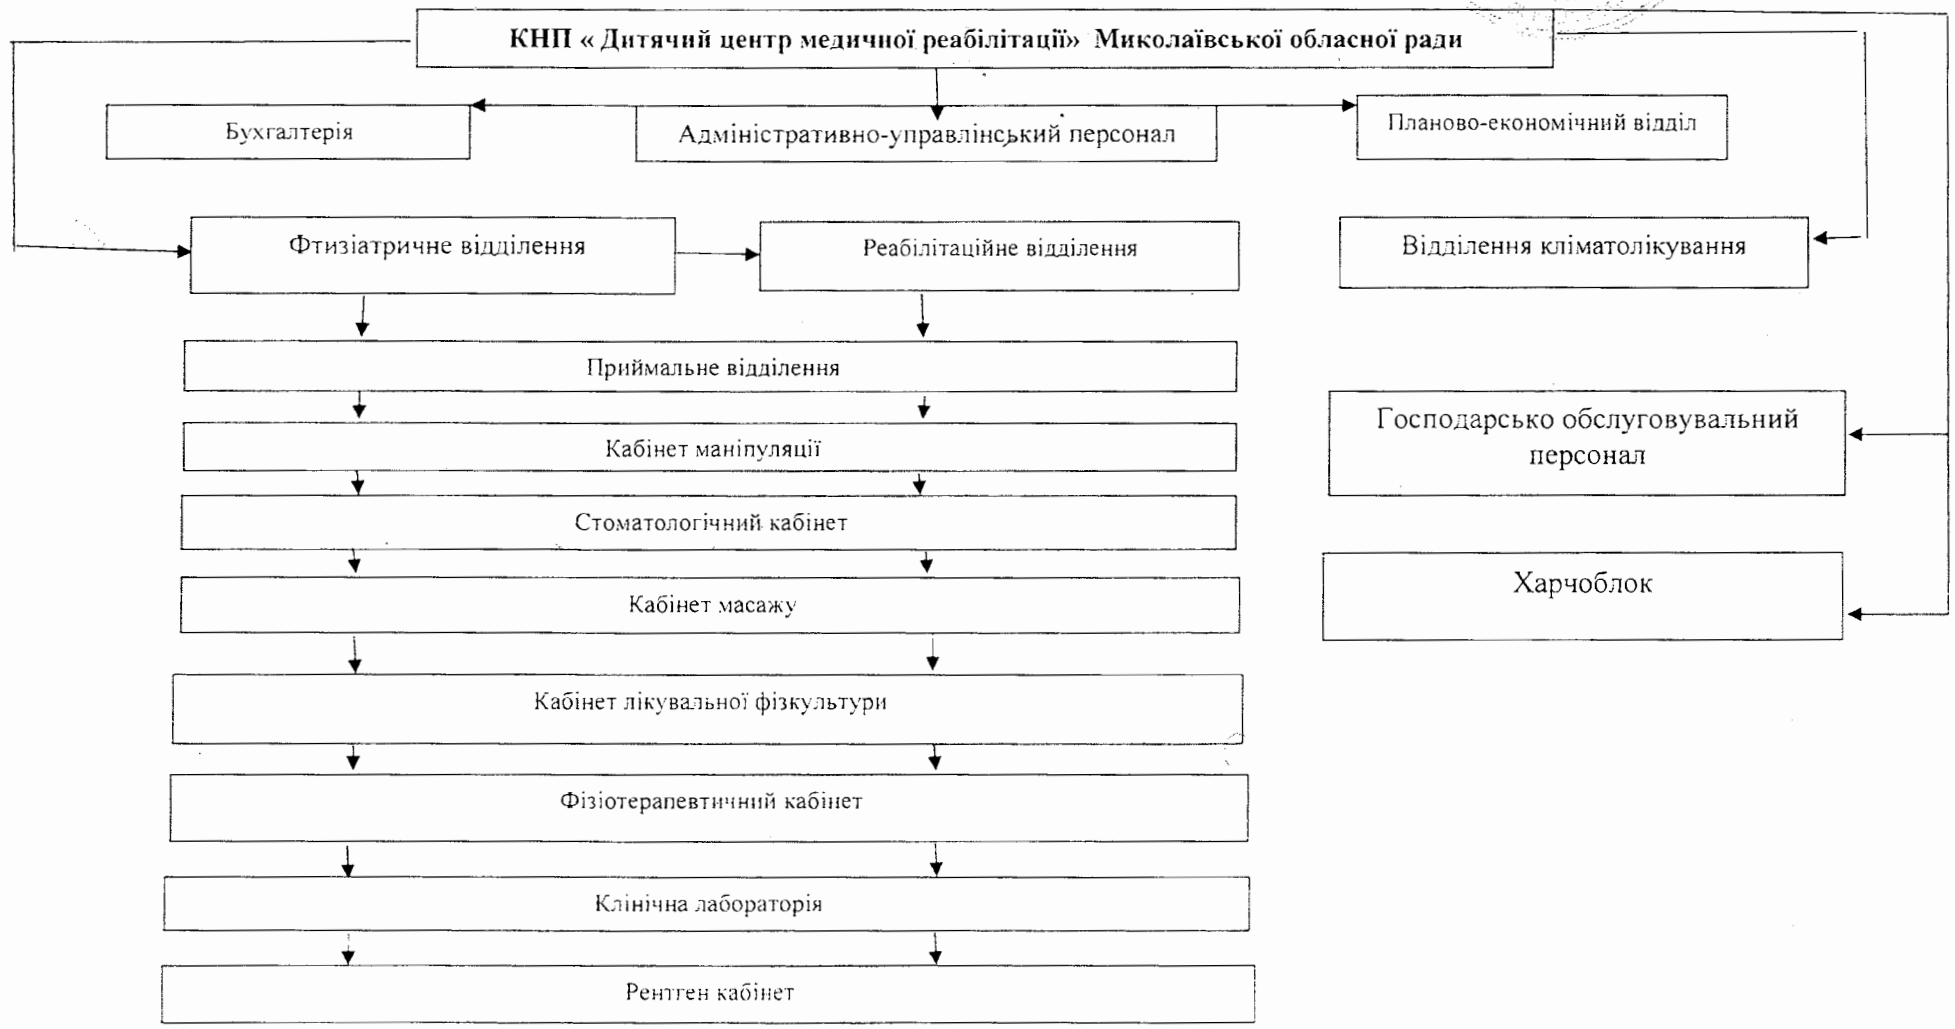 КНП « Дитячий центр медичної реабілітації» Миколаївської обласної ради
Бухгалтерія
Адміністративно-управлінський персонал
Планово-економічний відділ
Фтизіатричне відділення
Реабілітаційне відділення
Відділення кліматолікування
Приймальне відділення
Кабінет маніпуляції
Стоматологічний кабінет
Кабінет масажу
Кабінет лікувальної фізкультури
Фізіотерапевтичний кабінет
Клінічна лабораторія
Рентген кабінет
Господарсько обслуговувальний
персонал
Харчоблок